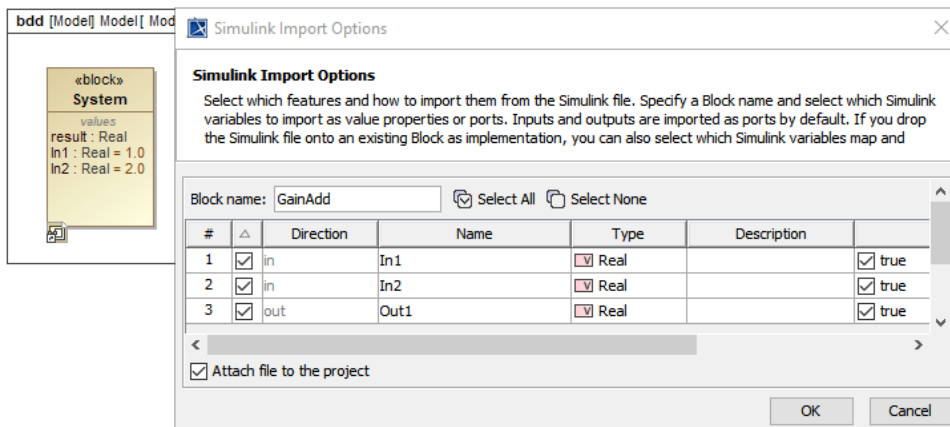 bdd [Model] Model[ Mod
«block»
System
values
result : Real
In1 : Real = 1.0
In2 : Real = 2.0
Simulink Import Options
Simulink Import Options
Select which features and how to import them from the Simulink file. Specify a Block name and select which Simulink
variables to import as value properties or ports. Inputs and outputs are imported as ports by default. If you drop
the Simulink file onto an existing Block as implementation, you can also select which Simulink variables map and
Block name: GainAdd Select All Select None
# Direction Name Type Description
1 in In1 V Real true
2 in In2 V Real true
3 out Out1 V Real true
Attach file to the project
OK Cancel